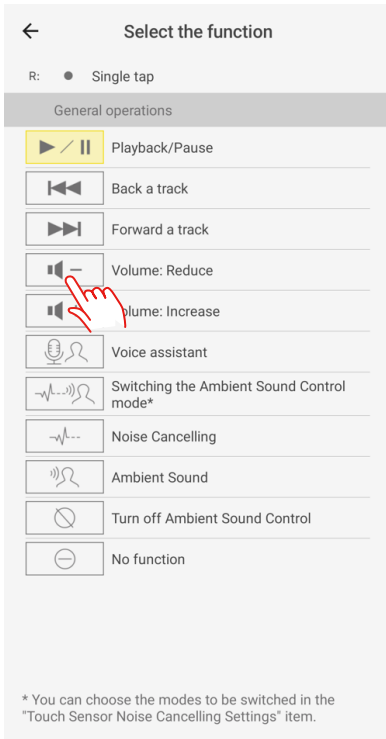 Select the function
R: ● Single tap
General operations
Playback/Pause
Back a track
Forward a track
Volume: Reduce
Volume: Increase
Voice assistant
Switching the Ambient Sound Control
mode*
Noise Cancelling
Ambient Sound
Turn off Ambient Sound Control
No function
* You can choose the modes to be switched in the
"Touch Sensor Noise Cancelling Settings" item.